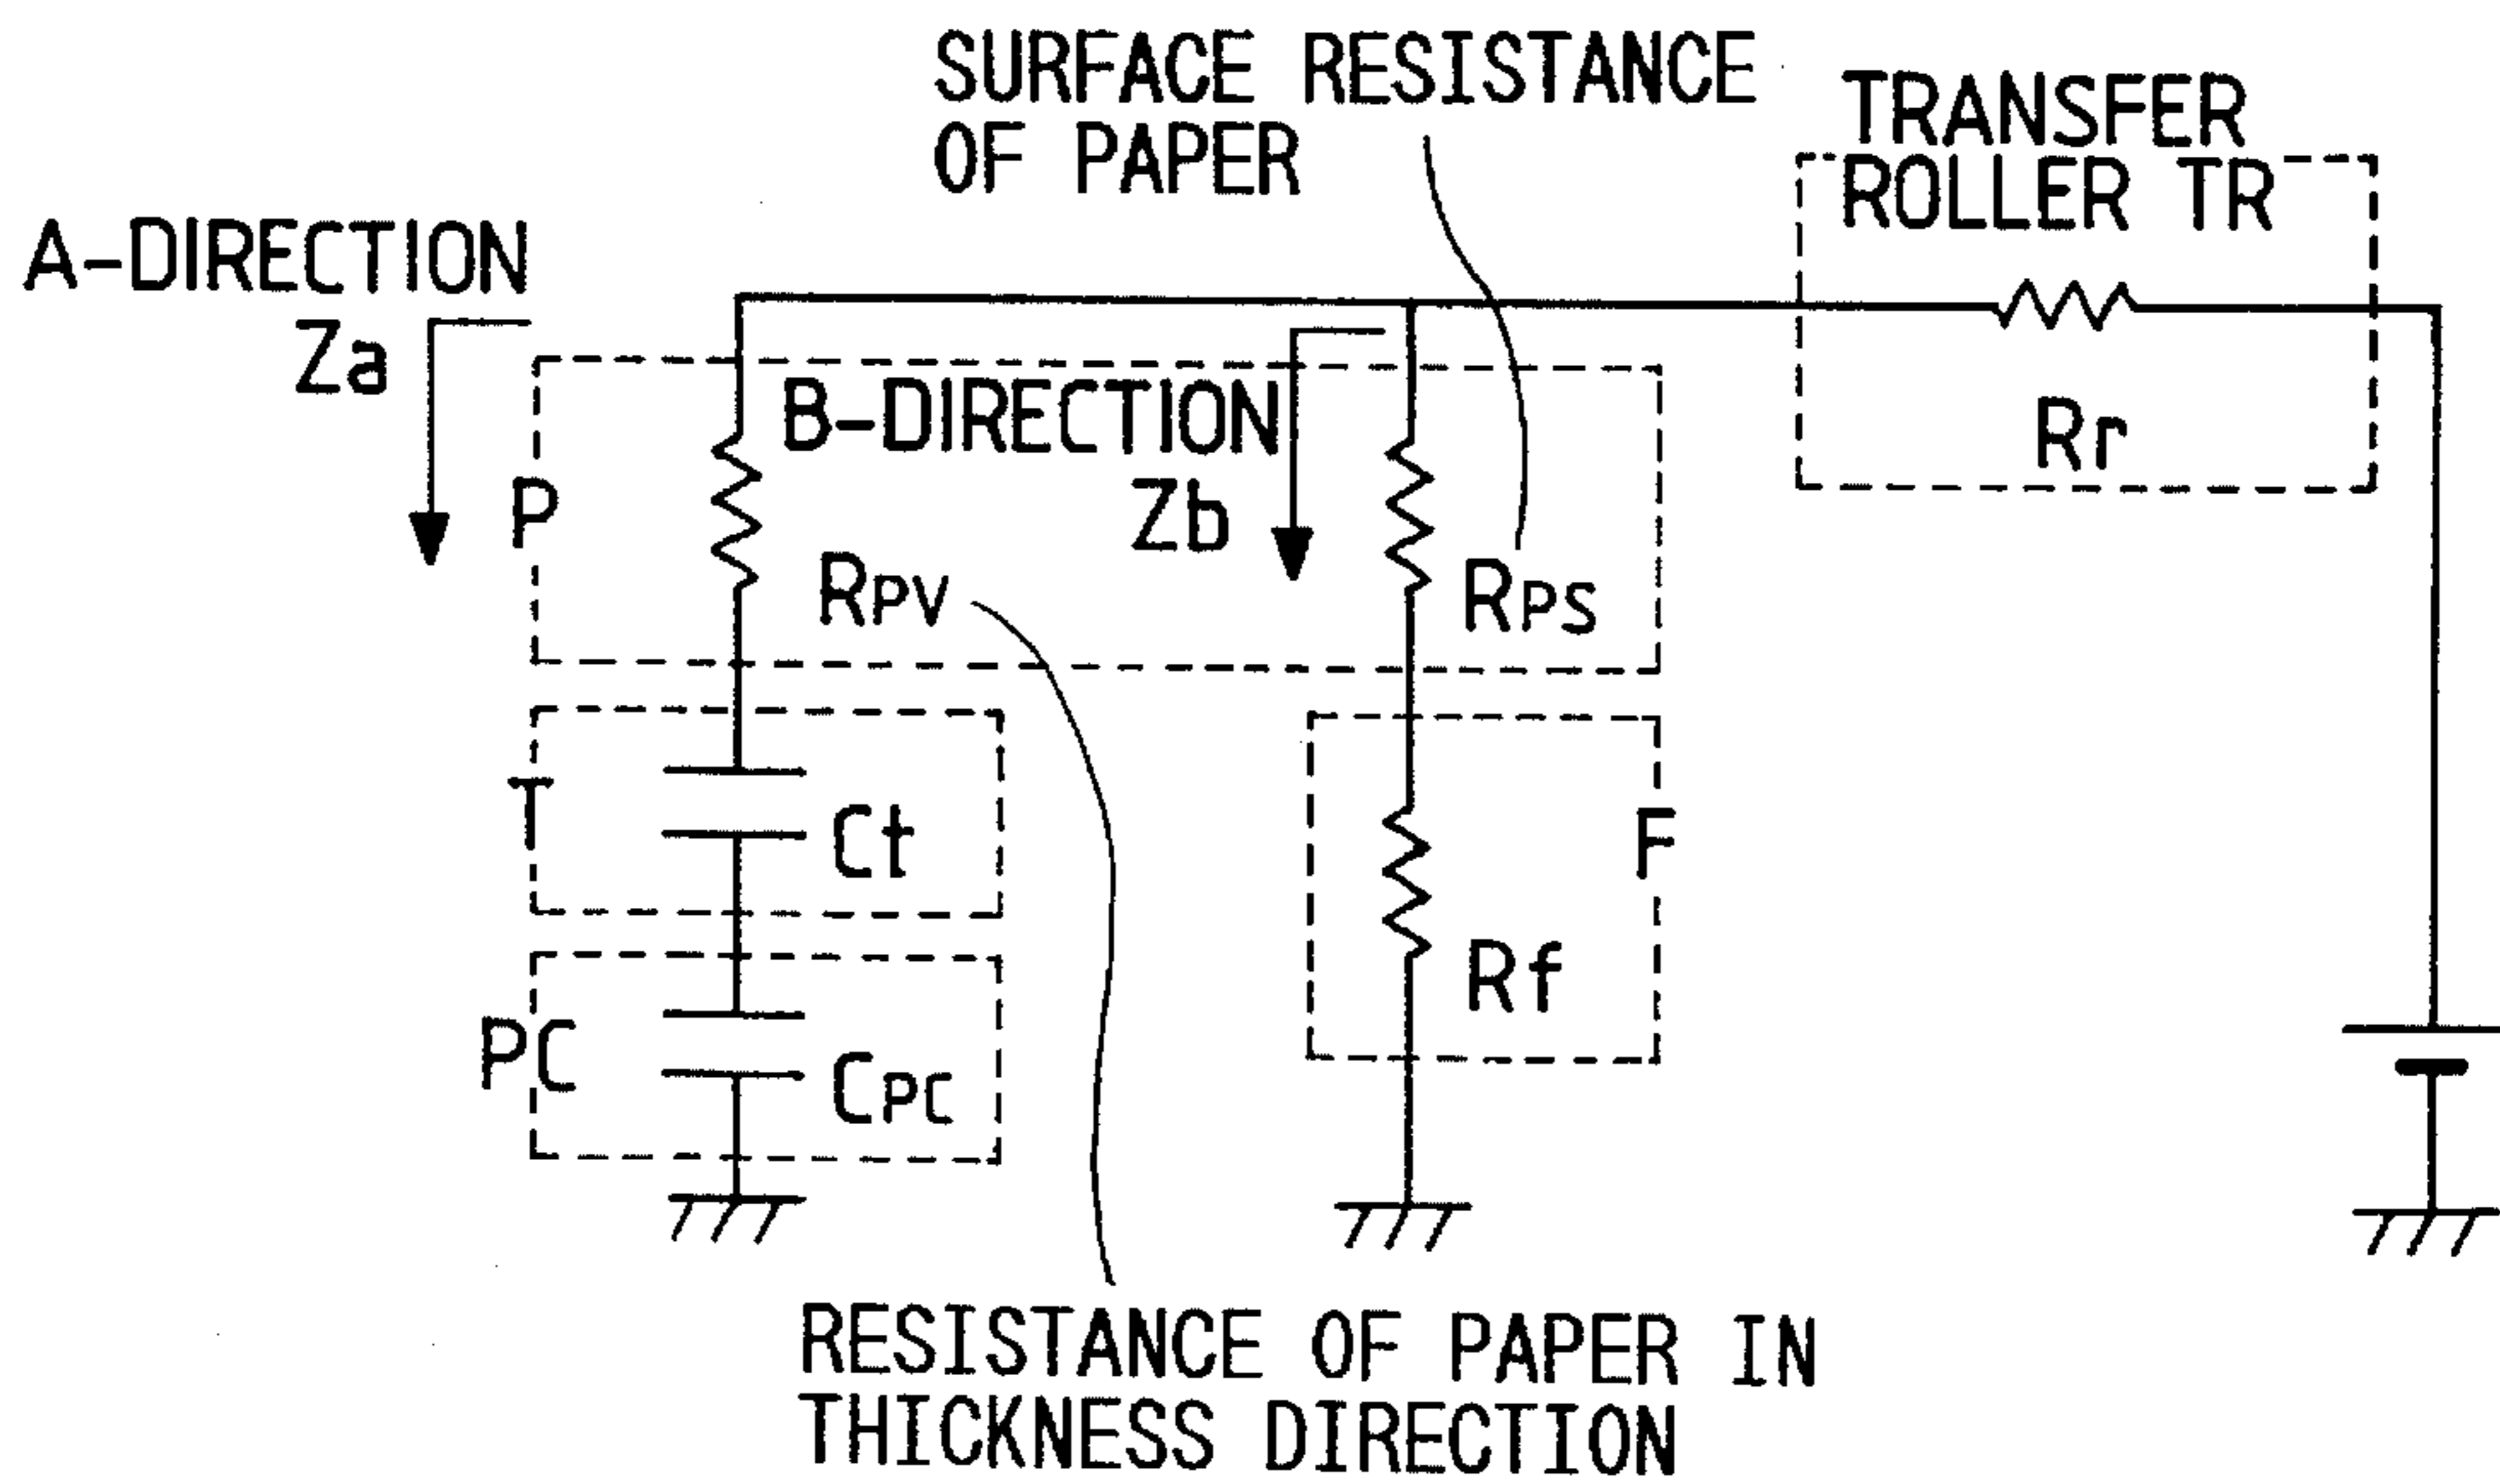 SURFACE RESISTANCE
OF PAPER
TRANSFER
ROLLER TR
A-DIRECTION
Za
B-DIRECTION
Zb
P
Rr
RPV
RPS
T
Ct
F
Rf
PC
CPC
RESISTANCE OF PAPER IN
THICKNESS DIRECTION